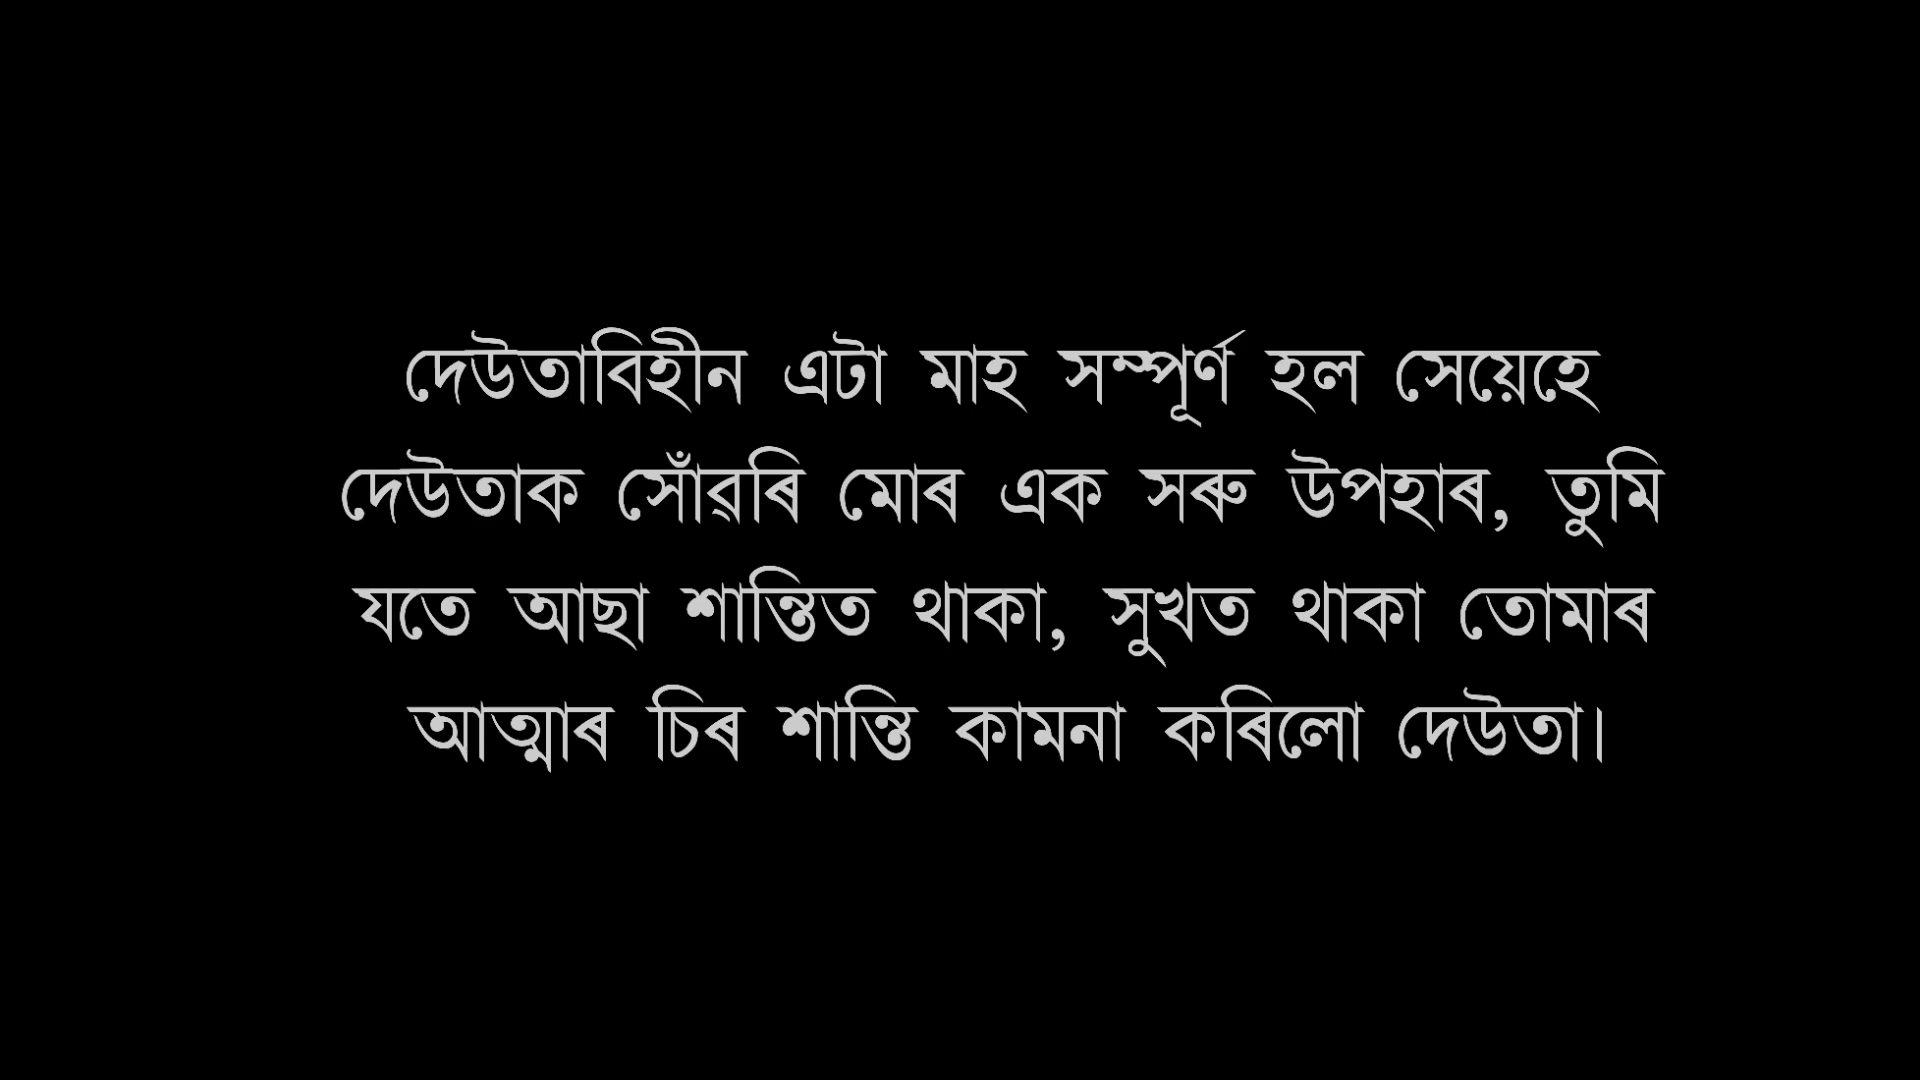 দেউতাবিহীন এটা মাহ সম্পূৰ্ণ হল সেয়েহে
দেউতাক সোঁৱৰি মোৰ এক সৰু উপহাৰ, তুমি
যতে আছা শান্তিত থাকা, সুখত থাকা তোমাৰ
আত্মাৰ চিৰ শান্তি কামনা কৰিলো দেউতা।